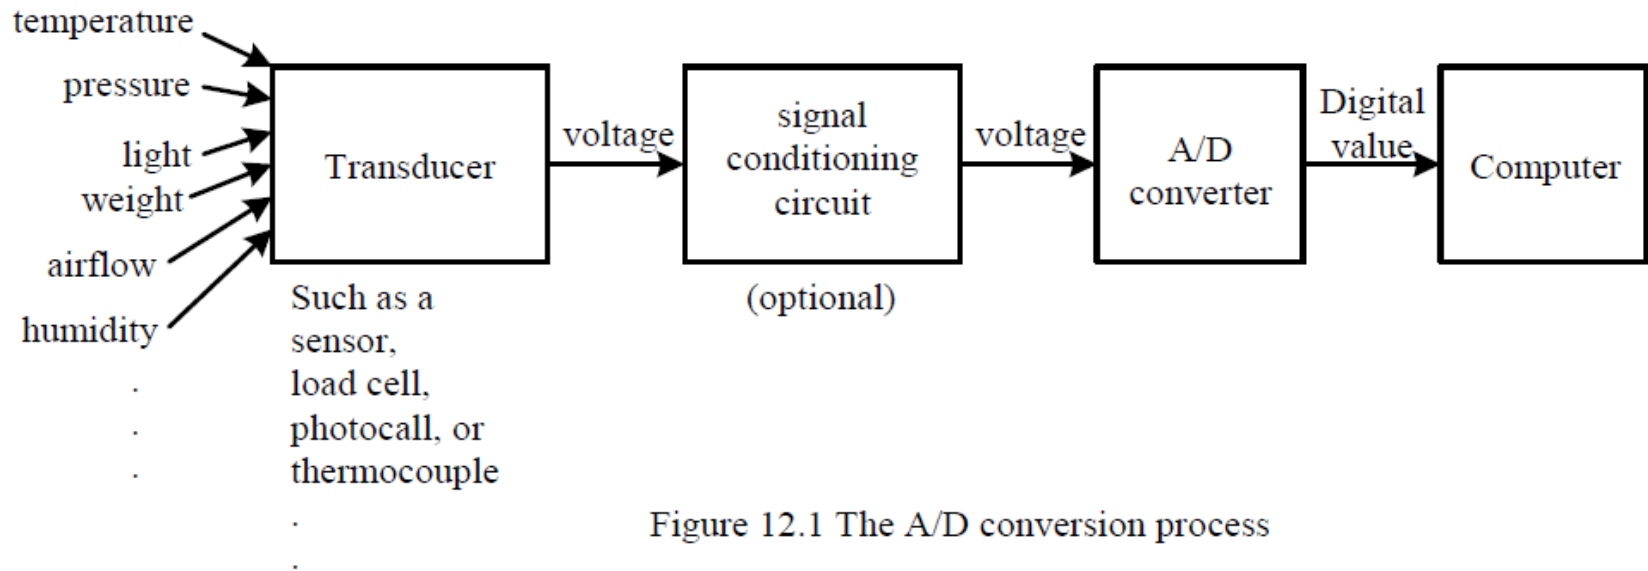 temperature
pressure
light
weight
airflow
humidity
.
.
.
Transducer
Such as a
sensor,
load cell,
photocall, or
thermocouple
.
.
voltage
signal
conditioning
circuit
(optional)
voltage
A/D
converter
Digital
value
Computer
Figure 12.1 The A/D conversion process